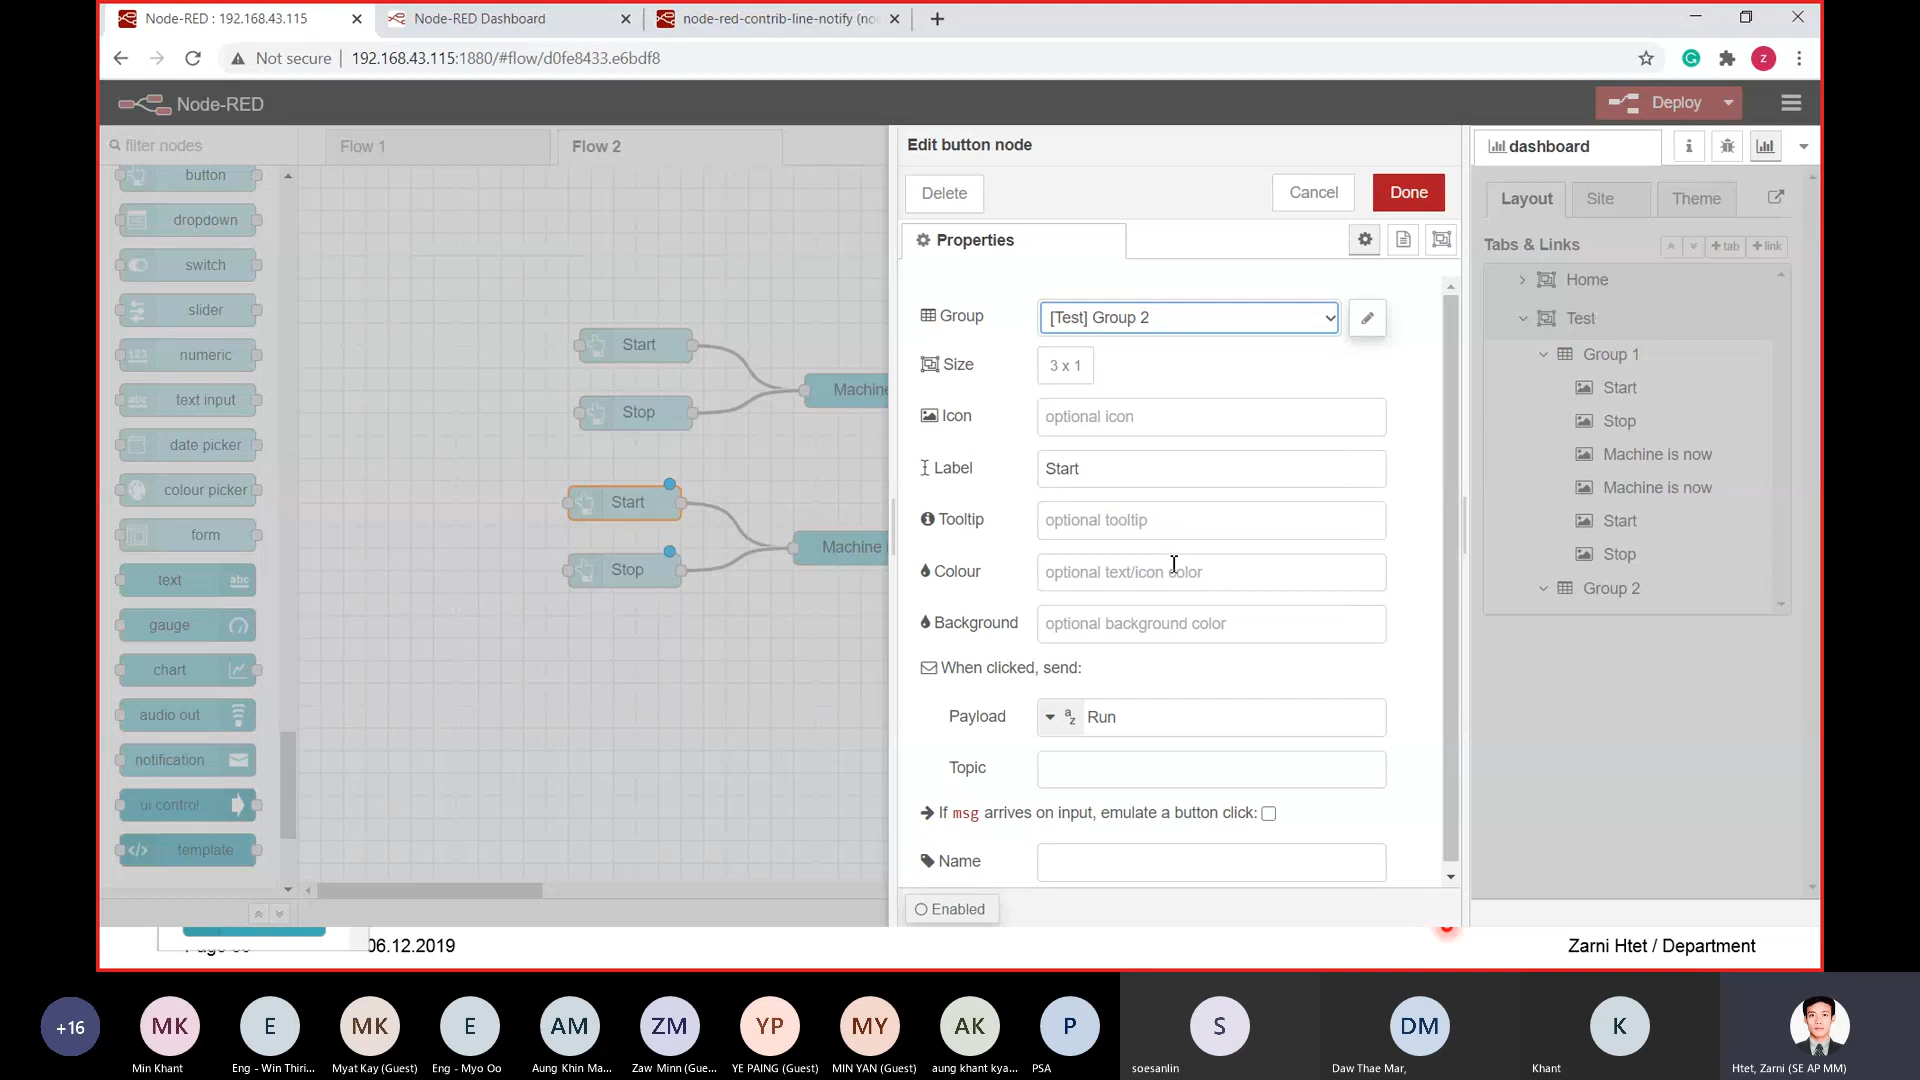 Node-RED : 192.168.43.115
Node-RED Dashboard
node-red-contrib-line-notify (no
Not secure
192.168.43.115:1880/#flow/d0fe8433.e6bdf8
Z
Node-RED
Deploy
filter nodes
Flow 1
Flow 2
button
dropdown
switch
slider
numeric
text input
date picker
colour picker
form
text
gauge
chart
audio out
notification
ui control
template
Start
Stop
Machine
Start
Stop
Machine
Edit button node
Delete
Cancel
Done
Properties
Group
[Test] Group 2
Size
3 x 1
Icon
optional icon
Label
Start
Tooltip
optional tooltip
Colour
optional text/icon color
Background
optional background color
When clicked, send:
Payload
Run
Topic
If msg arrives on input, emulate a button click:
Name
Enabled
dashboard
Layout
Site
Theme
Tabs & Links
+ tab
+ link
Home
Test
Group 1
Start
Stop
Machine is now
Machine is now
Start
Stop
Group 2
06.12.2019
Zarni Htet / Department
+16
MK
E
MK
E
AM
ZM
YP
MY
AK
P
S
DM
K
Min Khant
Eng - Win Thiri...
Myat Kay (Guest)
Eng - Myo Oo
Aung Khin Ma...
Zaw Minn (Gue...
YE PAING (Guest)
MIN YAN (Guest)
aung khant kya...
PSA
soesanlin
Daw Thae Mar,
Khant
Htet, Zarni (SE AP MM)